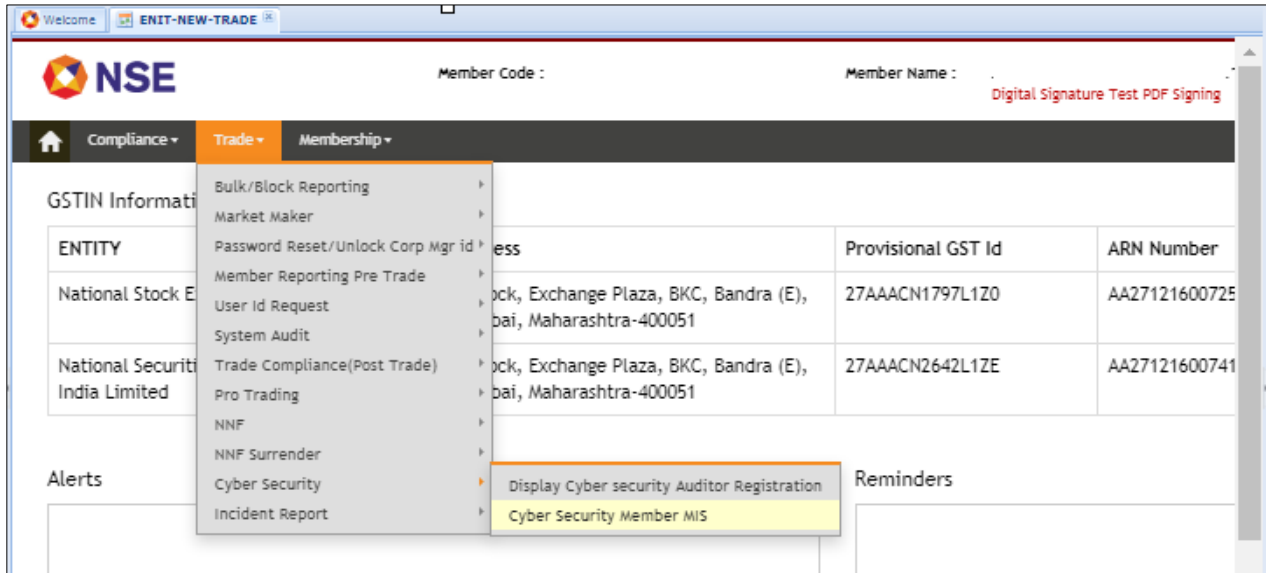 Welcome
ENIT-NEW-TRADE
NSE
Member Code :
Member Name :
Digital Signature Test PDF Signing
Compliance
Trade
Membership
GSTIN Informati
ENTITY
ess
Provisional GST Id
ARN Number
National Stock E
ock, Exchange Plaza, BKC, Bandra (E),
bai, Maharashtra-400051
27AAACN1797L1Z0
AA27121600725
National Securiti
India Limited
ock, Exchange Plaza, BKC, Bandra (E),
bai, Maharashtra-400051
27AAACN2642L1ZE
AA27121600741
Bulk/Block Reporting
Market Maker
Password Reset/Unlock Corp Mgr id
Member Reporting Pre Trade
User Id Request
System Audit
Trade Compliance(Post Trade)
Pro Trading
NNF
NNF Surrender
Cyber Security
Incident Report
Display Cyber security Auditor Registration
Cyber Security Member MIS
Alerts
Reminders